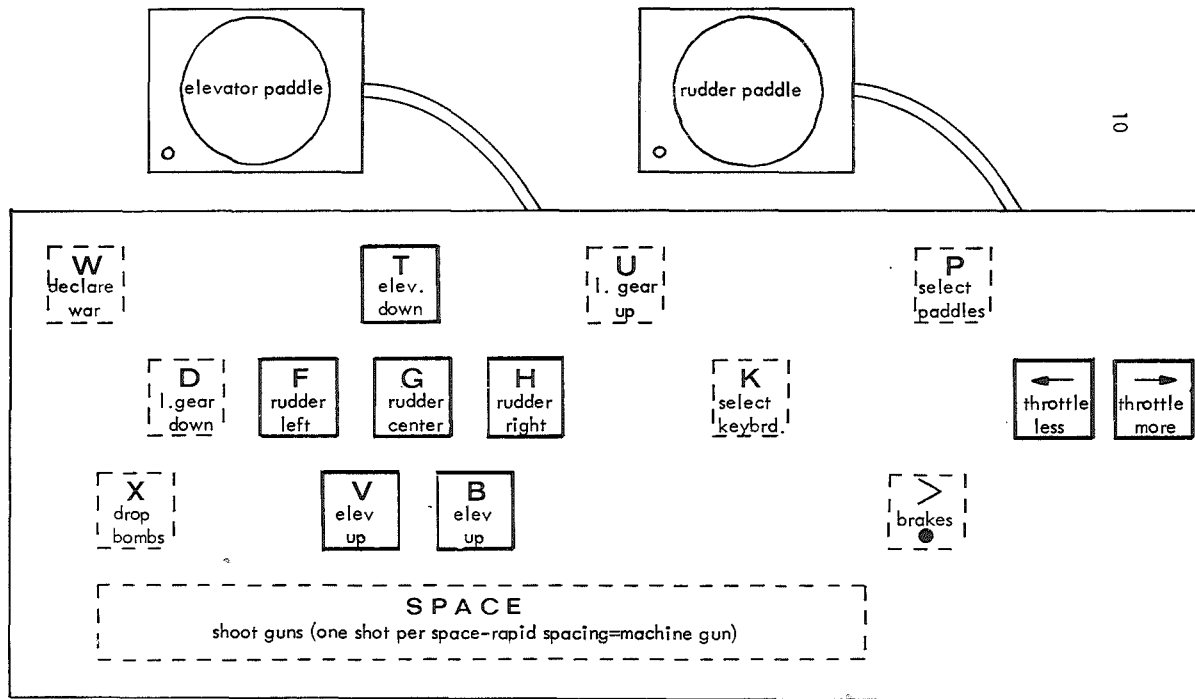 elevator paddle
rudder paddle
10
W
declare
war
T
elev.
down
U
l. gear
up
P
select
paddles
D
l.gear
down
F
rudder
left
G
rudder
center
H
rudder
right
K
select
keybrd.
←
throttle
less
→
throttle
more
X
drop
bombs
V
elev
up
B
elev
up
>
brakes
SPACE
shoot guns (one shot per space-rapid spacing=machine gun)